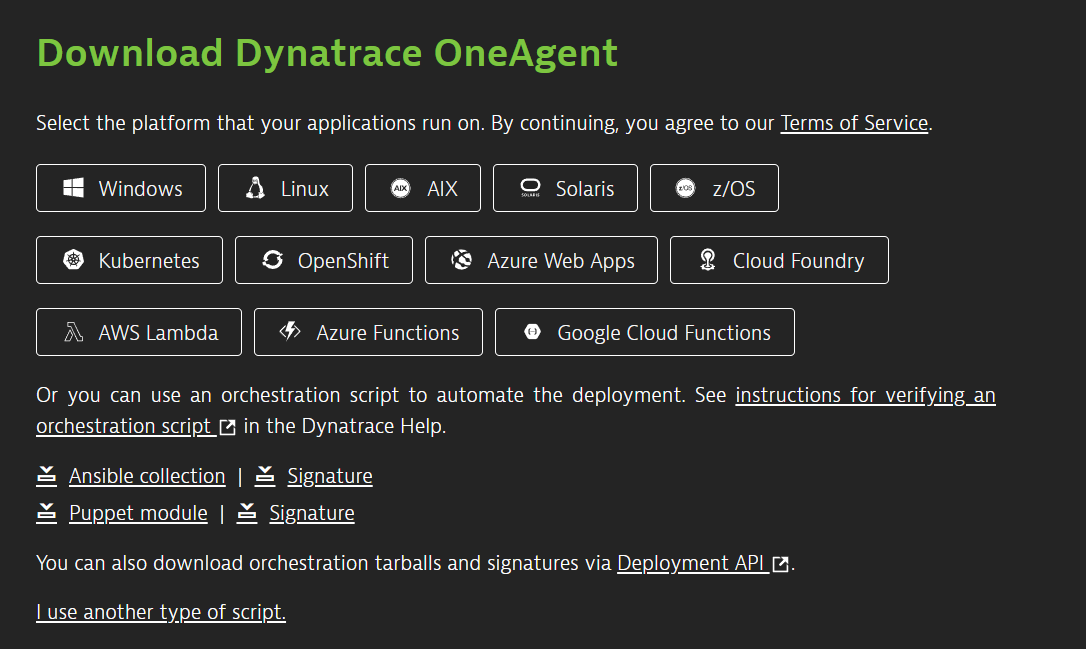 Download Dynatrace OneAgent
Select the platform that your applications run on. By continuing, you agree to our Terms of Service.
Windows Linux AIX AIX SOLARIS Solaris z/OS z/OS
Kubernetes OpenShift Azure Web Apps Cloud Foundry
AWS Lambda Azure Functions Google Cloud Functions
Or you can use an orchestration script to automate the deployment. See instructions for verifying an
orchestration script in the Dynatrace Help.
Ansible collection | Signature
Puppet module | Signature
You can also download orchestration tarballs and signatures via Deployment API.
I use another type of script.